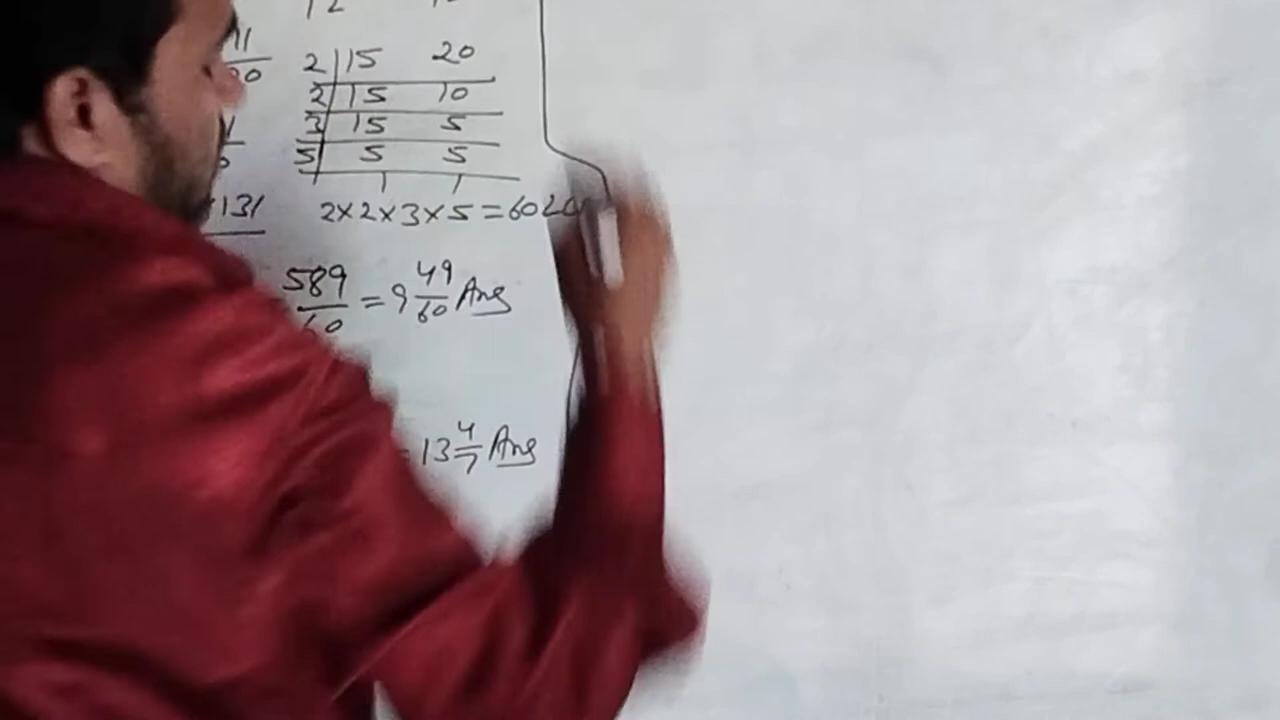 2 | 15 20
2 | 15 10
3 | 15 5
5 | 5 5
1 1
131 2×2×3×5=60
589/60 = 9 49/60 Ans
= 13 4/7 Ans